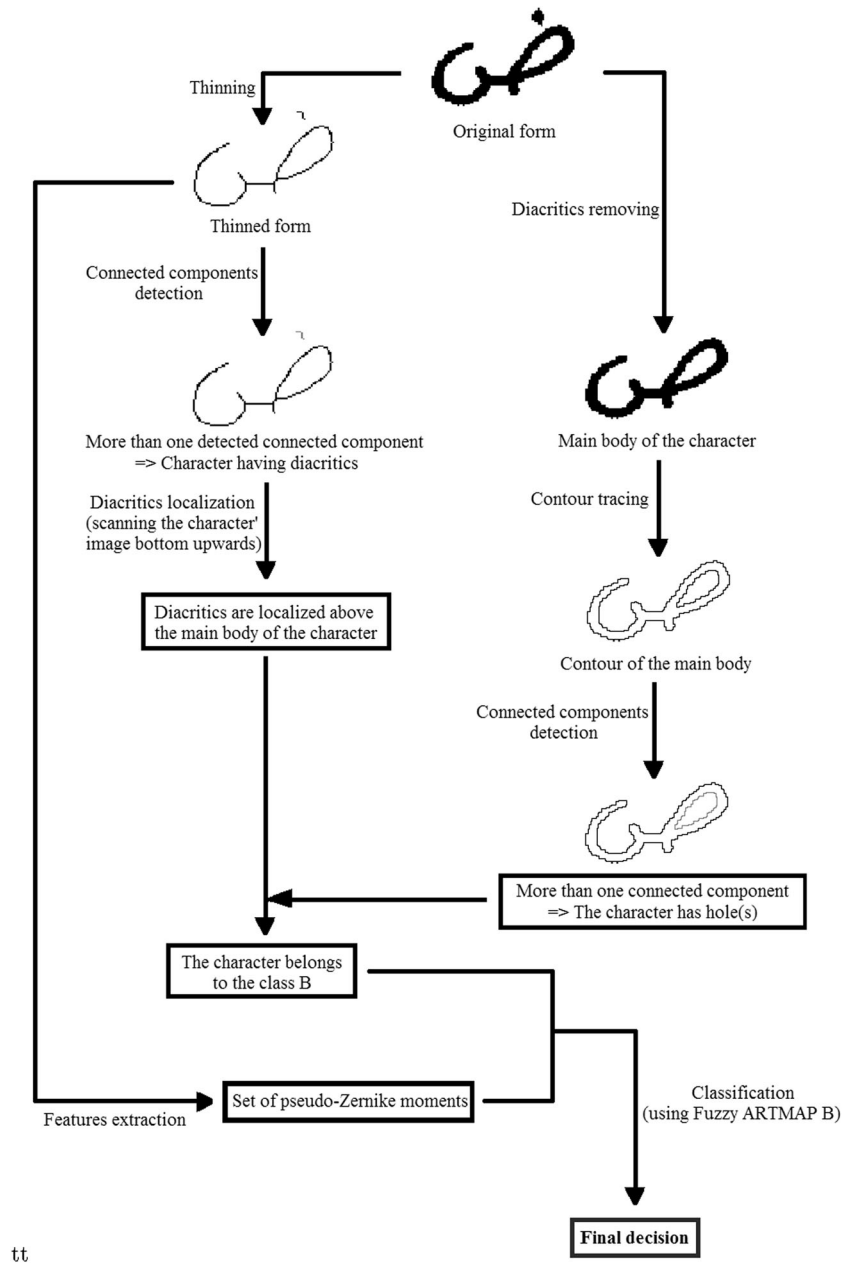 Thinning
Original form
Thinned form
Diacritics removing
Connected components
detection
More than one detected connected component
=> Character having diacritics
Main body of the character
Diacritics localization
(scanning the character'
image bottom upwards)
Contour tracing
Diacritics are localized above
the main body of the character
Contour of the main body
Connected components
detection
More than one connected component
=> The character has hole(s)
The character belongs
to the class B
Features extraction
Set of pseudo-Zernike moments
Classification
(using Fuzzy ARTMAP B)
Final decision
tt